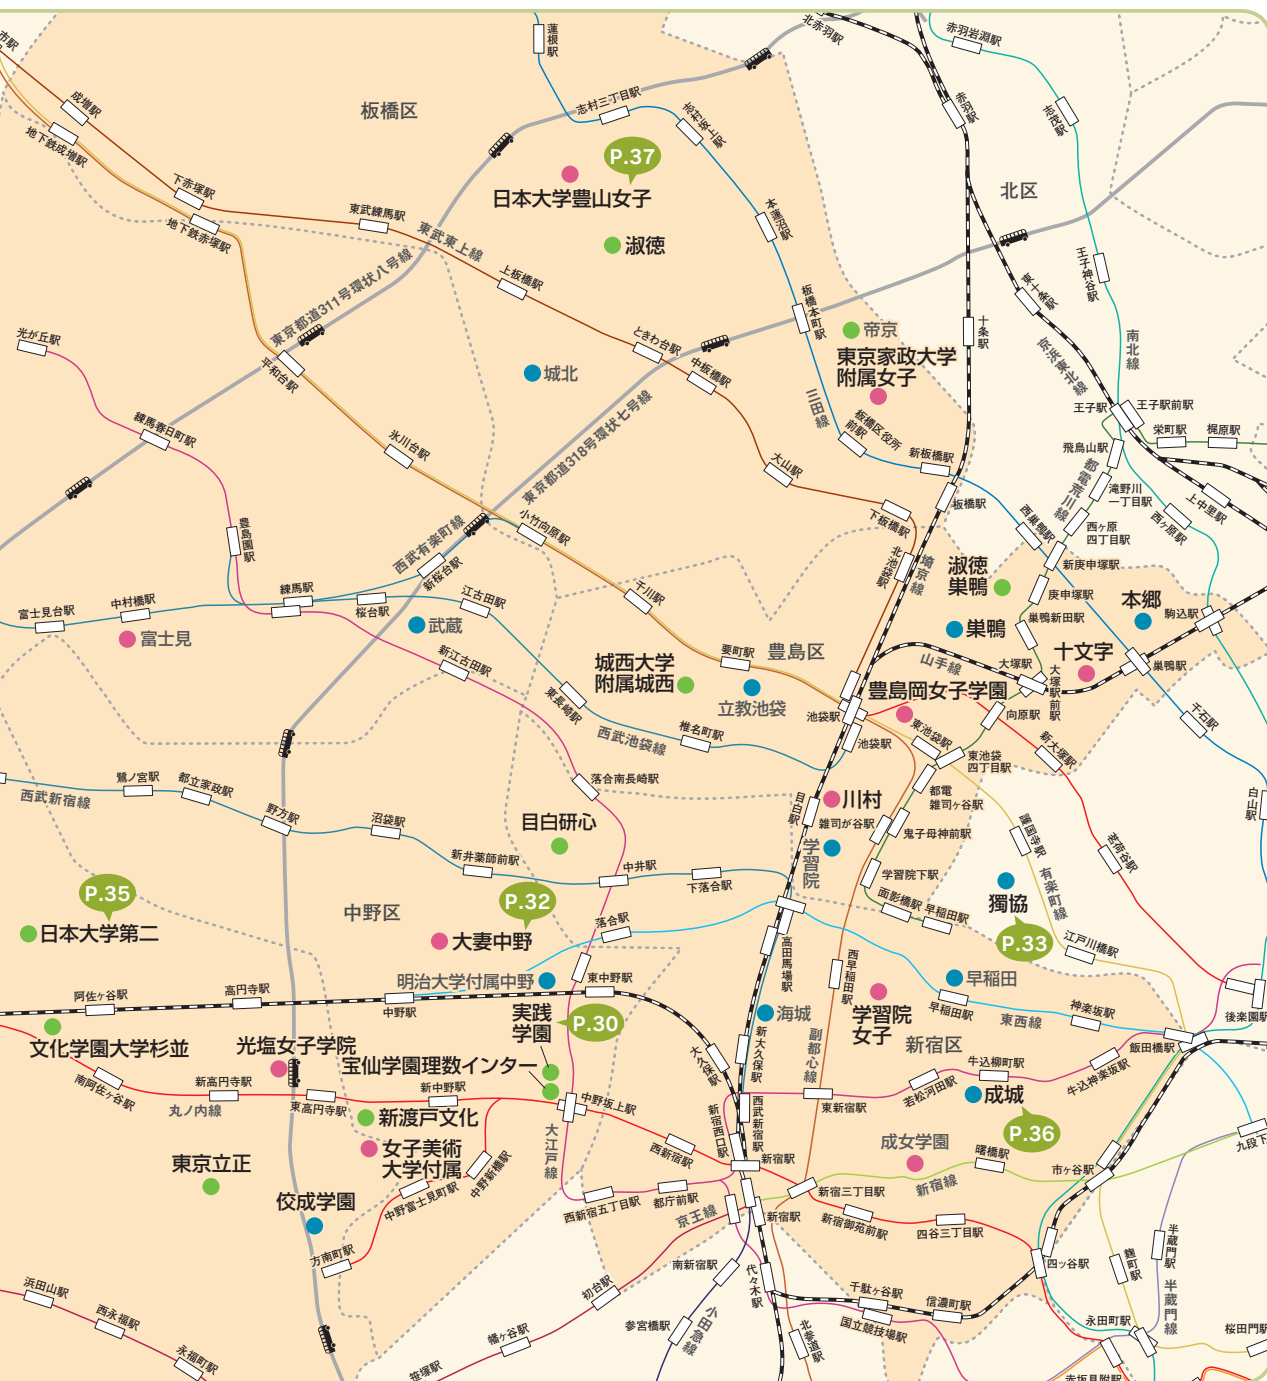 蓮根駅
北赤羽駅
赤羽岩淵駅
市駅
成増駅
地下鉄成増駅
板橋区
志村三丁目駅
志村坂上駅
赤羽駅
志茂駅
P.37
日本大学豊山女子
下赤塚駅
地下鉄赤塚駅
東武練馬駅
東武東上線
淑徳
本蓮沼駅
北区
東京都道311号環状八号線
上板橋駅
王子神谷駅
東十条駅
光が丘駅
平和台駅
ときわ台駅
板橋本町駅
帝京
十条駅
京浜東北線
南北線
城北
中板橋駅
東京家政大学
附属女子
三田線
東京都道318号環状七号線
練馬春日町駅
氷川台駅
板橋区役所
前駅
王子駅
王子駅前駅
栄町駅
梶原駅
飛鳥山駅
都電荒川線
大山駅
新板橋駅
滝野川
一丁目駅
上中里駅
西ヶ原駅
西ヶ原
四丁目駅
下板橋駅
板橋駅
西巣鴨駅
豊島園駅
西武有楽町線
小竹向原駅
新桜台駅
北池袋駅
埼京線
淑徳
巣鴨
新庚申塚駅
庚申塚駅
本郷
駒込駅
練馬駅
桜台駅
江古田駅
千川駅
富士見台駅
中村橋駅
富士見
武蔵
巣鴨
巣鴨新田駅
新江古田駅
要町駅
豊島区
山手線
大塚駅
大塚駅前駅
十文字
巣鴨駅
城西大学
附属城西
東長崎駅
立教池袋
豊島岡女子学園
池袋駅
東池袋駅
向原駅
千石駅
西武池袋線
椎名町駅
池袋駅
東池袋
四丁目駅
新大塚駅
鷺ノ宮駅
都立家政駅
西武新宿線
野方駅
沼袋駅
落合南長崎駅
目白駅
川村
都電
雑司ヶ谷駅
雑司が谷駅
鬼子母神前駅
護国寺駅
白山駅
茗荷谷駅
目白研心
学習院
新井薬師前駅
中井駅
下落合駅
学習院下駅
面影橋駅
早稲田駅
有楽町線
獨協
P.35
日本大学第二
中野区
P.32
大妻中野
落合駅
高田馬場駅
P.33
江戸川橋駅
明治大学付属中野
東中野駅
西早稲田駅
早稲田
阿佐ヶ谷駅
高円寺駅
中野駅
実践
学園
P.30
海城
新大久保駅
学習院
女子
早稲田駅
東西線
神楽坂駅
後楽園駅
文化学園大学杉並
光塩女子学院
宝仙学園理数インター
大久保駅
副都心線
新宿区
飯田橋駅
牛込柳町駅
牛込神楽坂駅
南阿佐ヶ谷駅
新高円寺駅
丸ノ内線
東高円寺駅
新中野駅
中野坂上駅
新宿西口駅
西武新宿駅
東新宿駅
若松河田駅
成城
P.36
新渡戸文化
大江戸線
西新宿駅
成女学園
曙橋駅
市ヶ谷駅
九段下
東京立正
女子美術
大学付属
中野新橋駅
中野富士見町駅
新宿駅
新宿線
佼成学園
西新宿五丁目駅
都庁前駅
京王線
新宿三丁目駅
新宿駅
新宿御苑前駅
四谷三丁目駅
方南町駅
四ッ谷駅
麹町駅
半蔵門駅
半蔵門線
浜田山駅
西永福駅
永福町駅
初台駅
幡ヶ谷駅
笹塚駅
南新宿駅
参宮橋駅
小田急線
代々木駅
千駄ヶ谷駅
国立競技場駅
信濃町駅
北参道駅
永田町駅
赤坂見附駅
桜田門駅